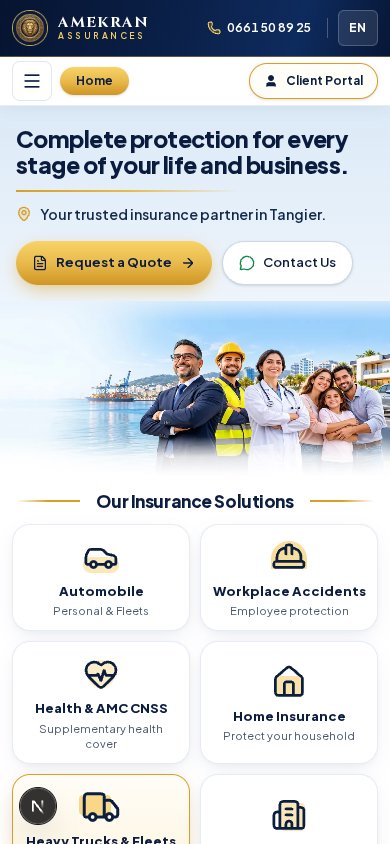 AMEKRAN
ASSURANCES
0661 50 89 25
EN
Home
Client Portal
Complete protection for every
stage of your life and business.
Your trusted insurance partner in Tangier.
Request a Quote
Contact Us
Our Insurance Solutions
Automobile
Personal & Fleets
Workplace Accidents
Employee protection
Health & AMC CNSS
Supplementary health
cover
Home Insurance
Protect your household
N
Heavy Trucks & Fleets